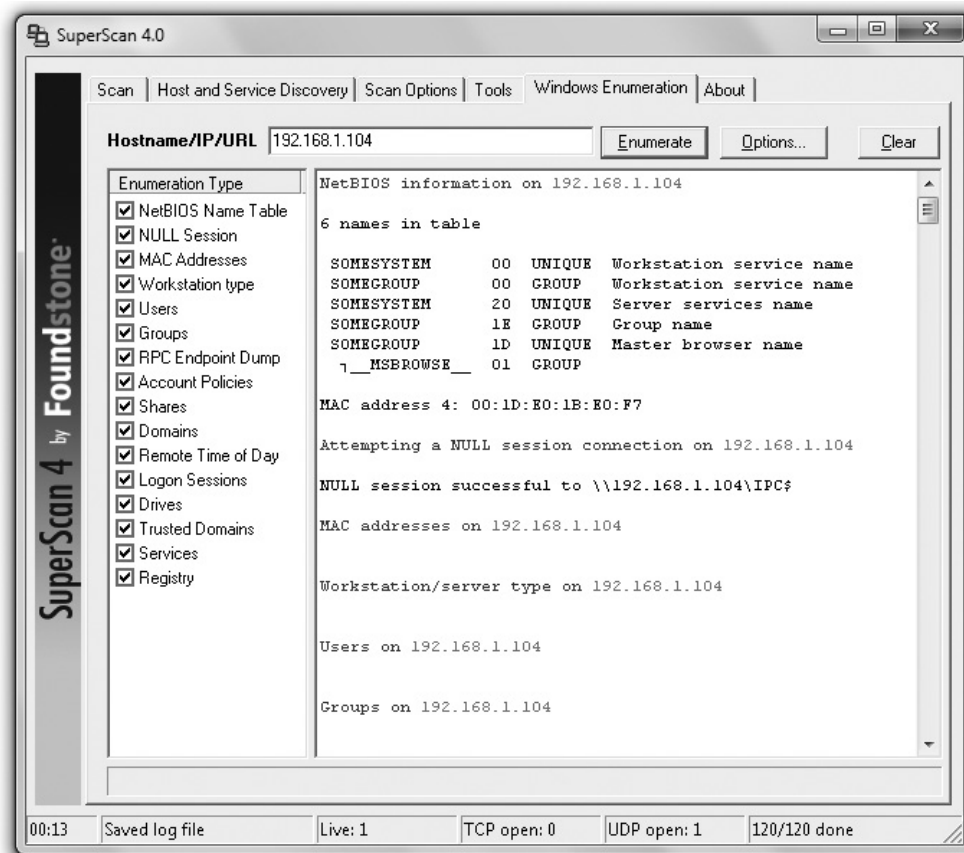 SuperScan 4.0
Scan Host and Service Discovery Scan Options Tools Windows Enumeration About
Hostname/IP/URL 192.168.1.104 Enumerate Options... Clear
SuperScan 4 by Foundstone
Enumeration Type
NetBIOS Name Table
NULL Session
MAC Addresses
Workstation type
Users
Groups
RPC Endpoint Dump
Account Policies
Shares
Domains
Remote Time of Day
Logon Sessions
Drives
Trusted Domains
Services
Registry
NetBIOS information on 192.168.1.104
6 names in table
SOMESYSTEM 00 UNIQUE Workstation service name
SOMEGROUP 00 GROUP Workstation service name
SOMESYSTEM 20 UNIQUE Server services name
SOMEGROUP 1E GROUP Group name
SOMEGROUP 1D UNIQUE Master browser name
┐__MSBROWSE__ 01 GROUP
MAC address 4: 00:1D:E0:1B:E0:F7
Attempting a NULL session connection on 192.168.1.104
NULL session successful to \\192.168.1.104\IPC$
MAC addresses on 192.168.1.104
Workstation/server type on 192.168.1.104
Users on 192.168.1.104
Groups on 192.168.1.104
00:13 Saved log file Live: 1 TCP open: 0 UDP open: 1 120/120 done